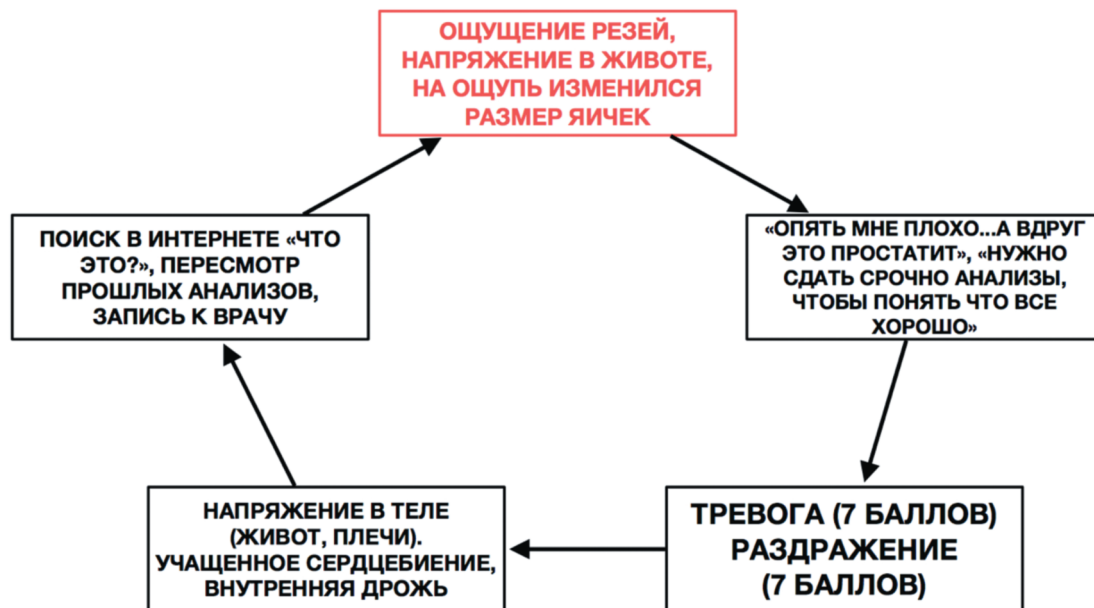 ОЩУЩЕНИЕ РЕЗЕЙ,
НАПРЯЖЕНИЕ В ЖИВОТЕ,
НА ОЩУПЬ ИЗМЕНИЛСЯ
РАЗМЕР ЯИЧЕК
«ОПЯТЬ МНЕ ПЛОХО...А ВДРУГ
ЭТО ПРОСТАТИТ», «НУЖНО
СДАТЬ СРОЧНО АНАЛИЗЫ,
ЧТОБЫ ПОНЯТЬ ЧТО ВСЕ
ХОРОШО»
ТРЕВОГА (7 БАЛЛОВ)
РАЗДРАЖЕНИЕ
(7 БАЛЛОВ)
НАПРЯЖЕНИЕ В ТЕЛЕ
(ЖИВОТ, ПЛЕЧИ).
УЧАЩЕННОЕ СЕРДЦЕБИЕНИЕ,
ВНУТРЕННЯЯ ДРОЖЬ
ПОИСК В ИНТЕРНЕТЕ «ЧТО
ЭТО?», ПЕРЕСМОТР
ПРОШЛЫХ АНАЛИЗОВ,
ЗАПИСЬ К ВРАЧУ